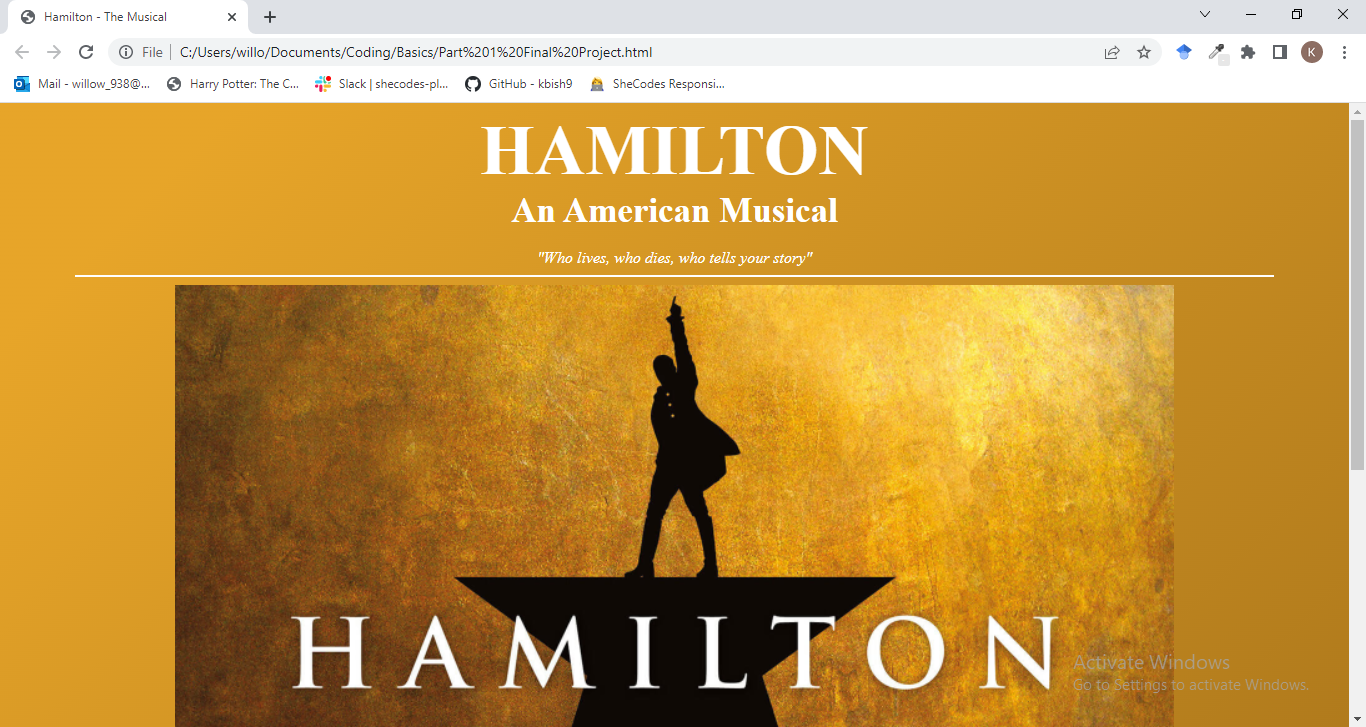 Hamilton - The Musical
File
C:/Users/willo/Documents/Coding/Basics/Part%201%20Final%20Project.html
K
Mail - willow_938@...
Harry Potter: The C...
Slack | shecodes-pl...
GitHub - kbish9
SheCodes Responsi...
HAMILTON
An American Musical
"Who lives, who dies, who tells your story"
HAMILTON
Activate Windows
Go to Settings to activate Windows.